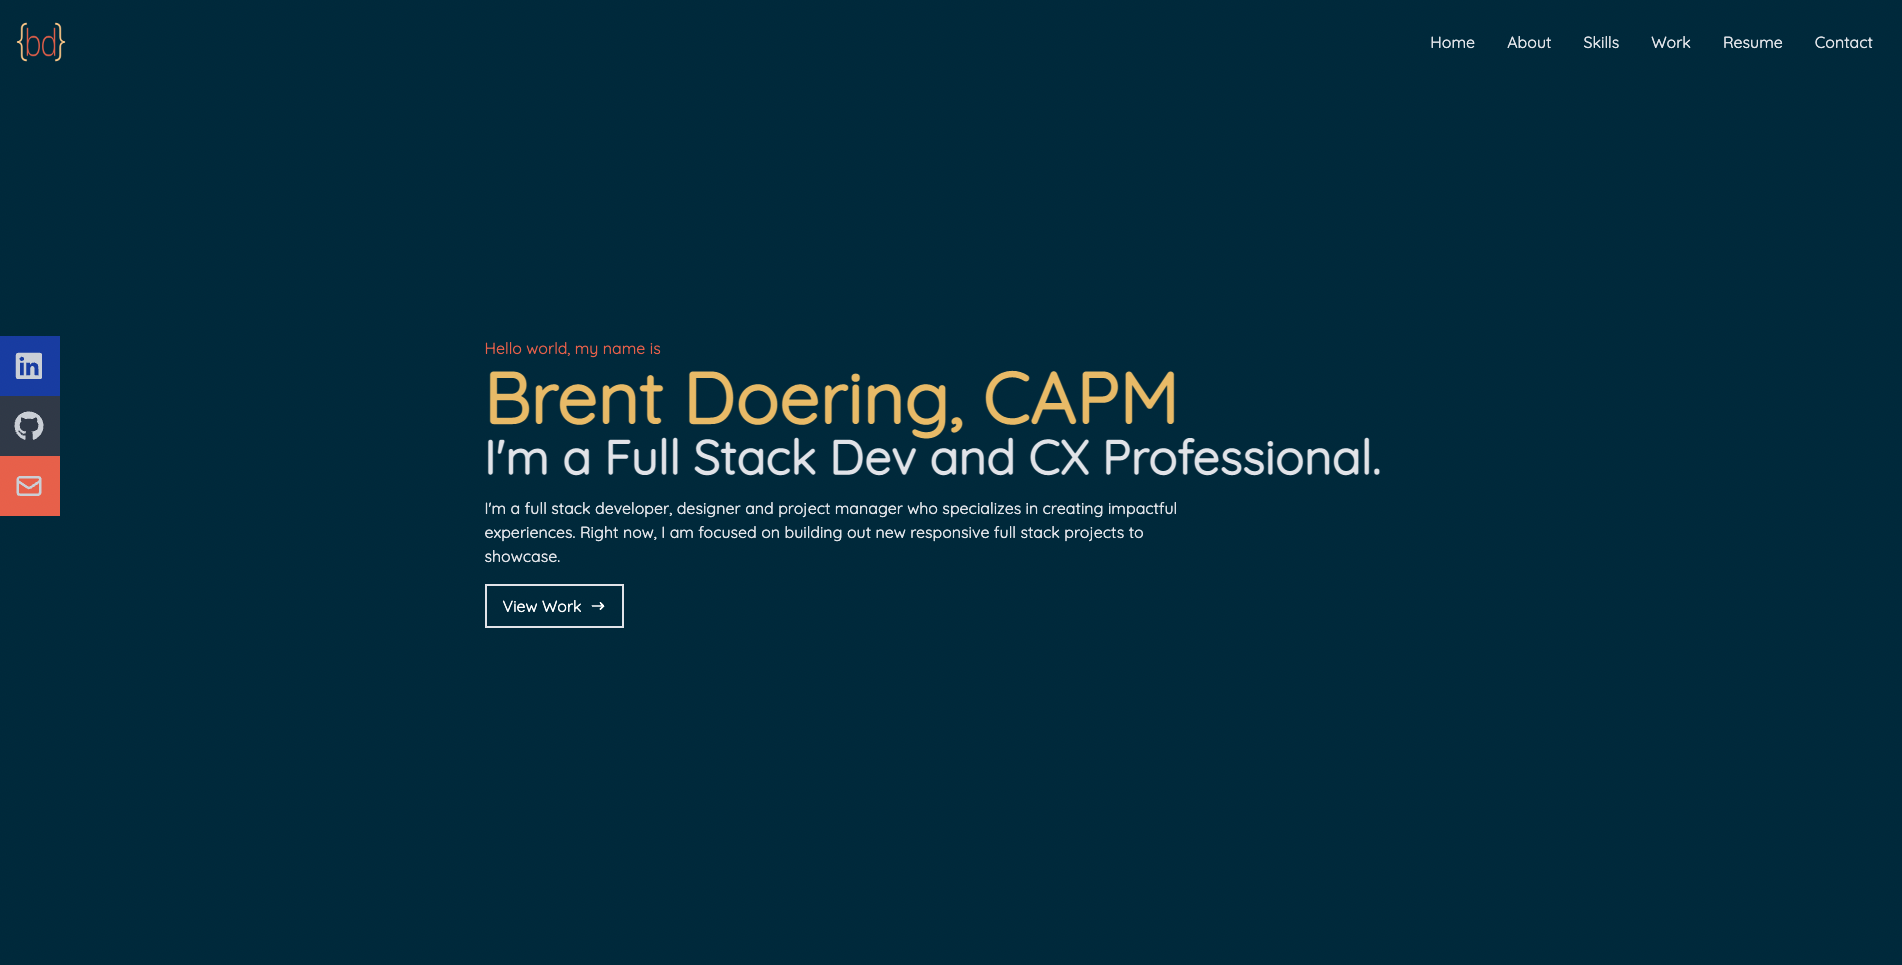 {bd}
Home About Skills Work Resume Contact
in
Hello world, my name is
Brent Doering, CAPM
I'm a Full Stack Dev and CX Professional.
I'm a full stack developer, designer and project manager who specializes in creating impactful
experiences. Right now, I am focused on building out new responsive full stack projects to
showcase.
View Work →